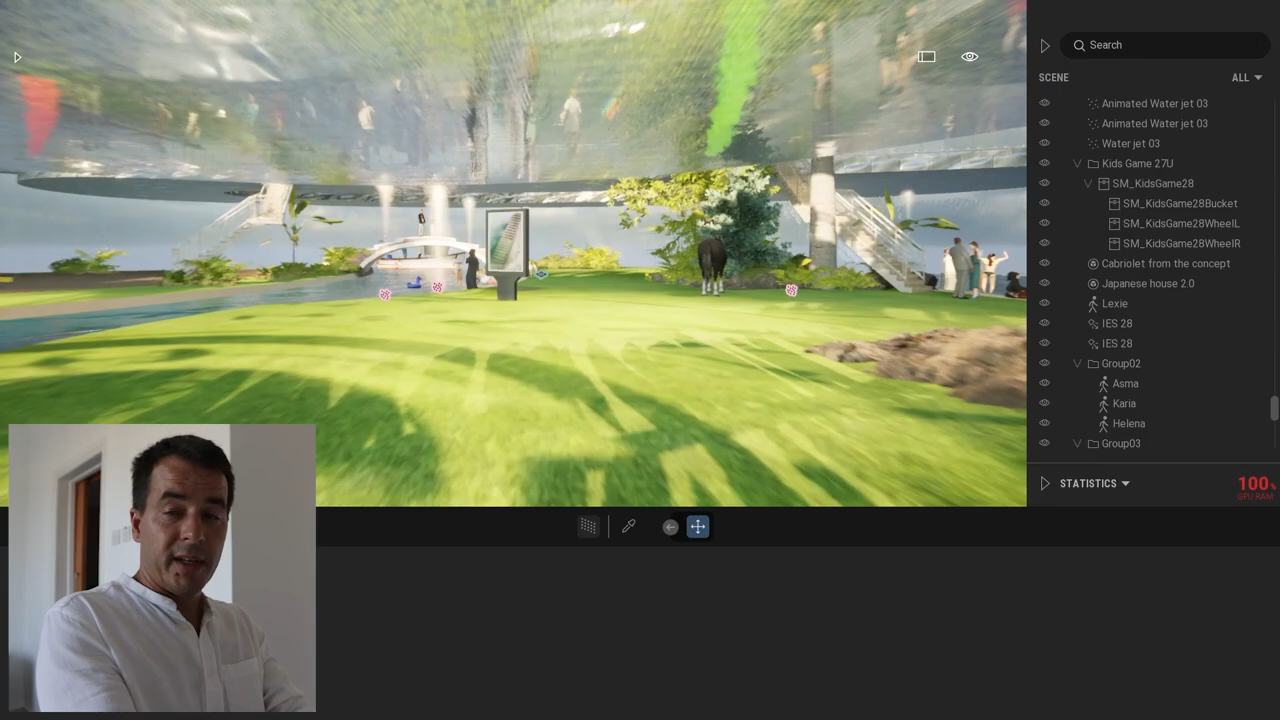 Search
SCENE
ALL
Animated Water jet 03
Animated Water jet 03
Water jet 03
Kids Game 27U
SM_KidsGame28
SM_KidsGame28Bucket
SM_KidsGame28WheelL
SM_KidsGame28WheelR
Cabriolet from the concept
Japanese house 2.0
Lexie
IES 28
IES 28
Group02
Asma
Karia
Helena
Group03
STATISTICS
100%
GPU RAM